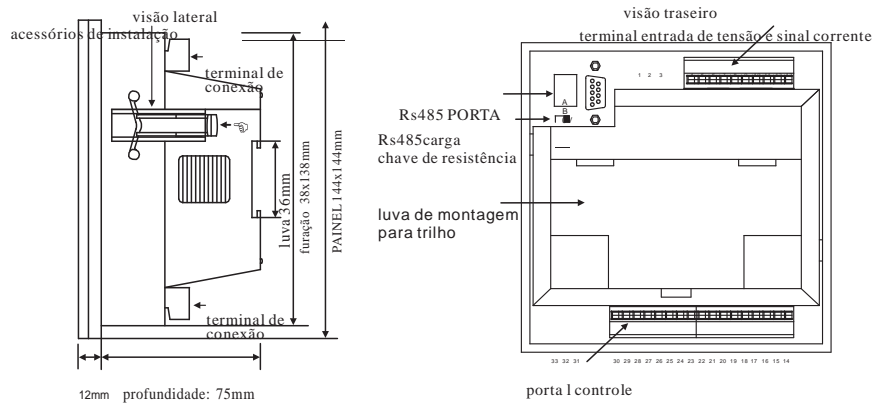 visão lateral
acessórios de instalação
terminal de
conexão
luva 36mm
furação 38x138mm
PAINEL 144x144mm
terminal de
conexão
12mm profundidade: 75mm
visão traseiro
terminal entrada de tensão e sinal corrente
1 2 3
A
B
Rs485 PORTA
Rs485carga
chave de resistência
luva de montagem
para trilho
33 32 31 30 29 28 27 26 25 24 23 22 21 20 19 18 17 16 15 14
porta l controle